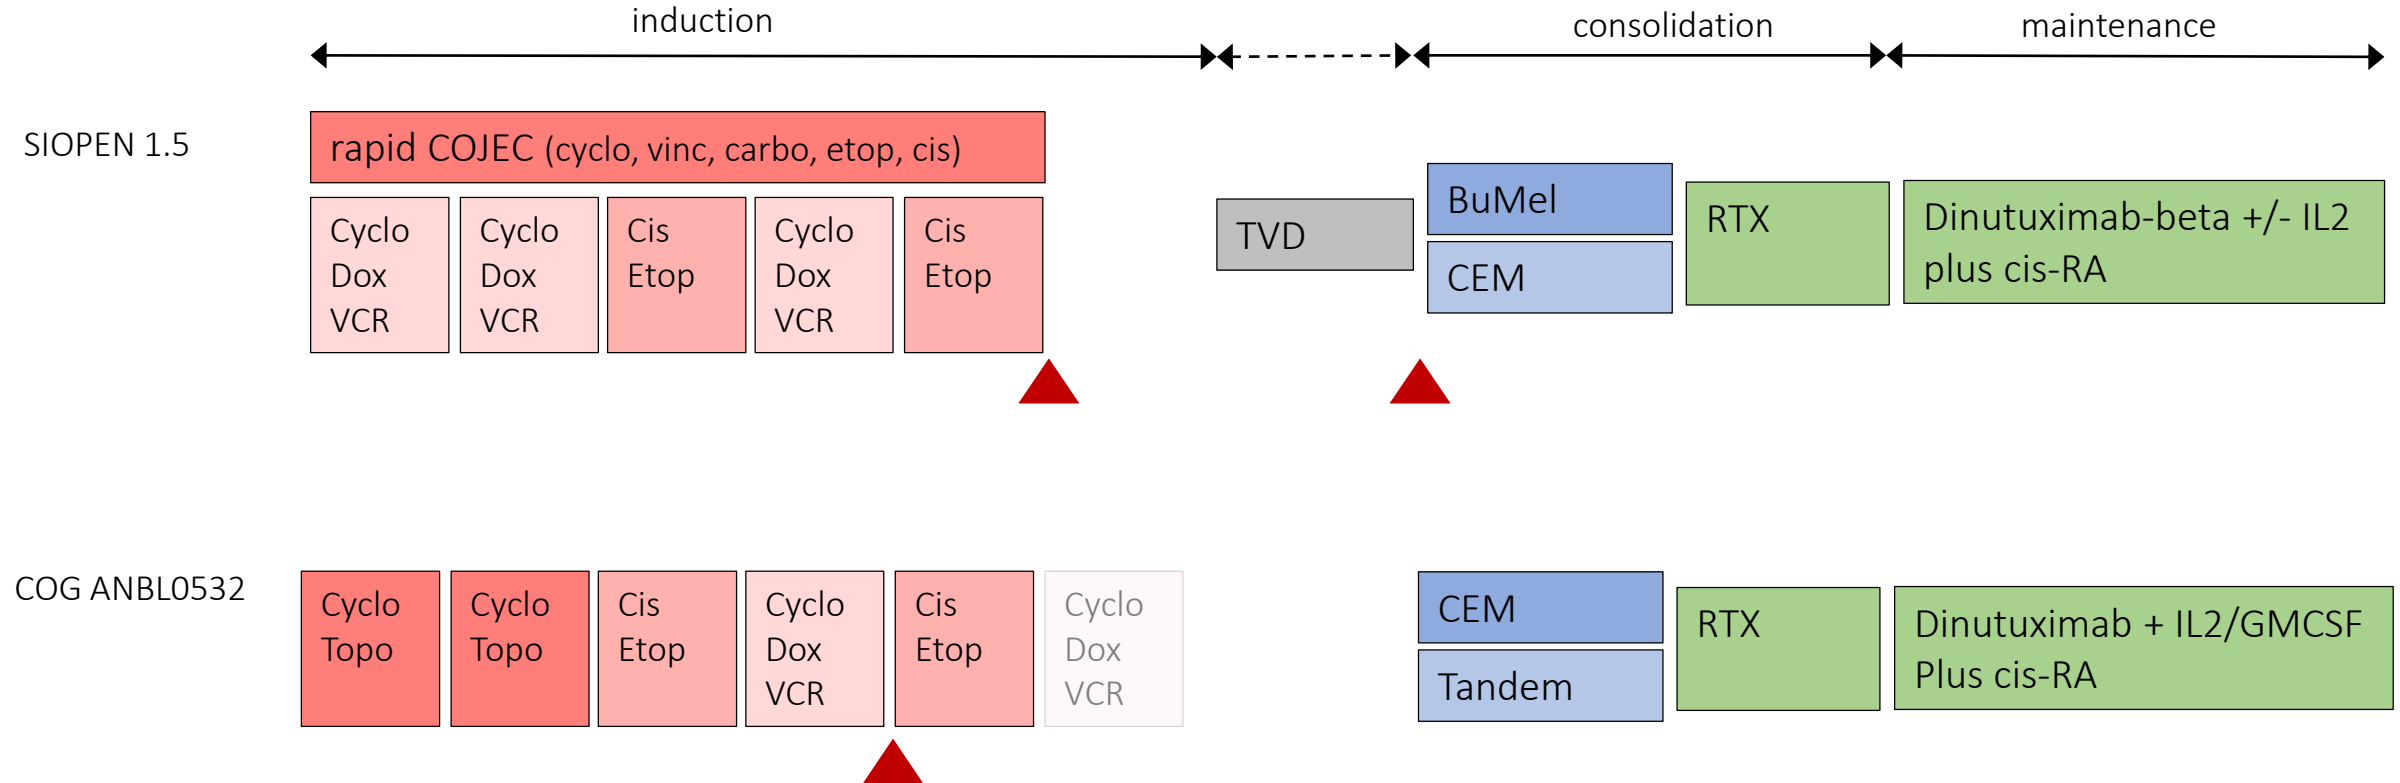 induction
consolidation
maintenance
SIOPEN 1.5
rapid COJEC (cyclo, vinc, carbo, etop, cis)
Cyclo
Dox
VCR
Cyclo
Dox
VCR
Cis
Etop
Cyclo
Dox
VCR
Cis
Etop
TVD
BuMel
CEM
RTX
Dinutuximab-beta +/- IL2
plus cis-RA
COG ANBL0532
Cyclo
Topo
Cyclo
Topo
Cis
Etop
Cyclo
Dox
VCR
Cis
Etop
Cyclo
Dox
VCR
CEM
Tandem
RTX
Dinutuximab + IL2/GMCSF
Plus cis-RA